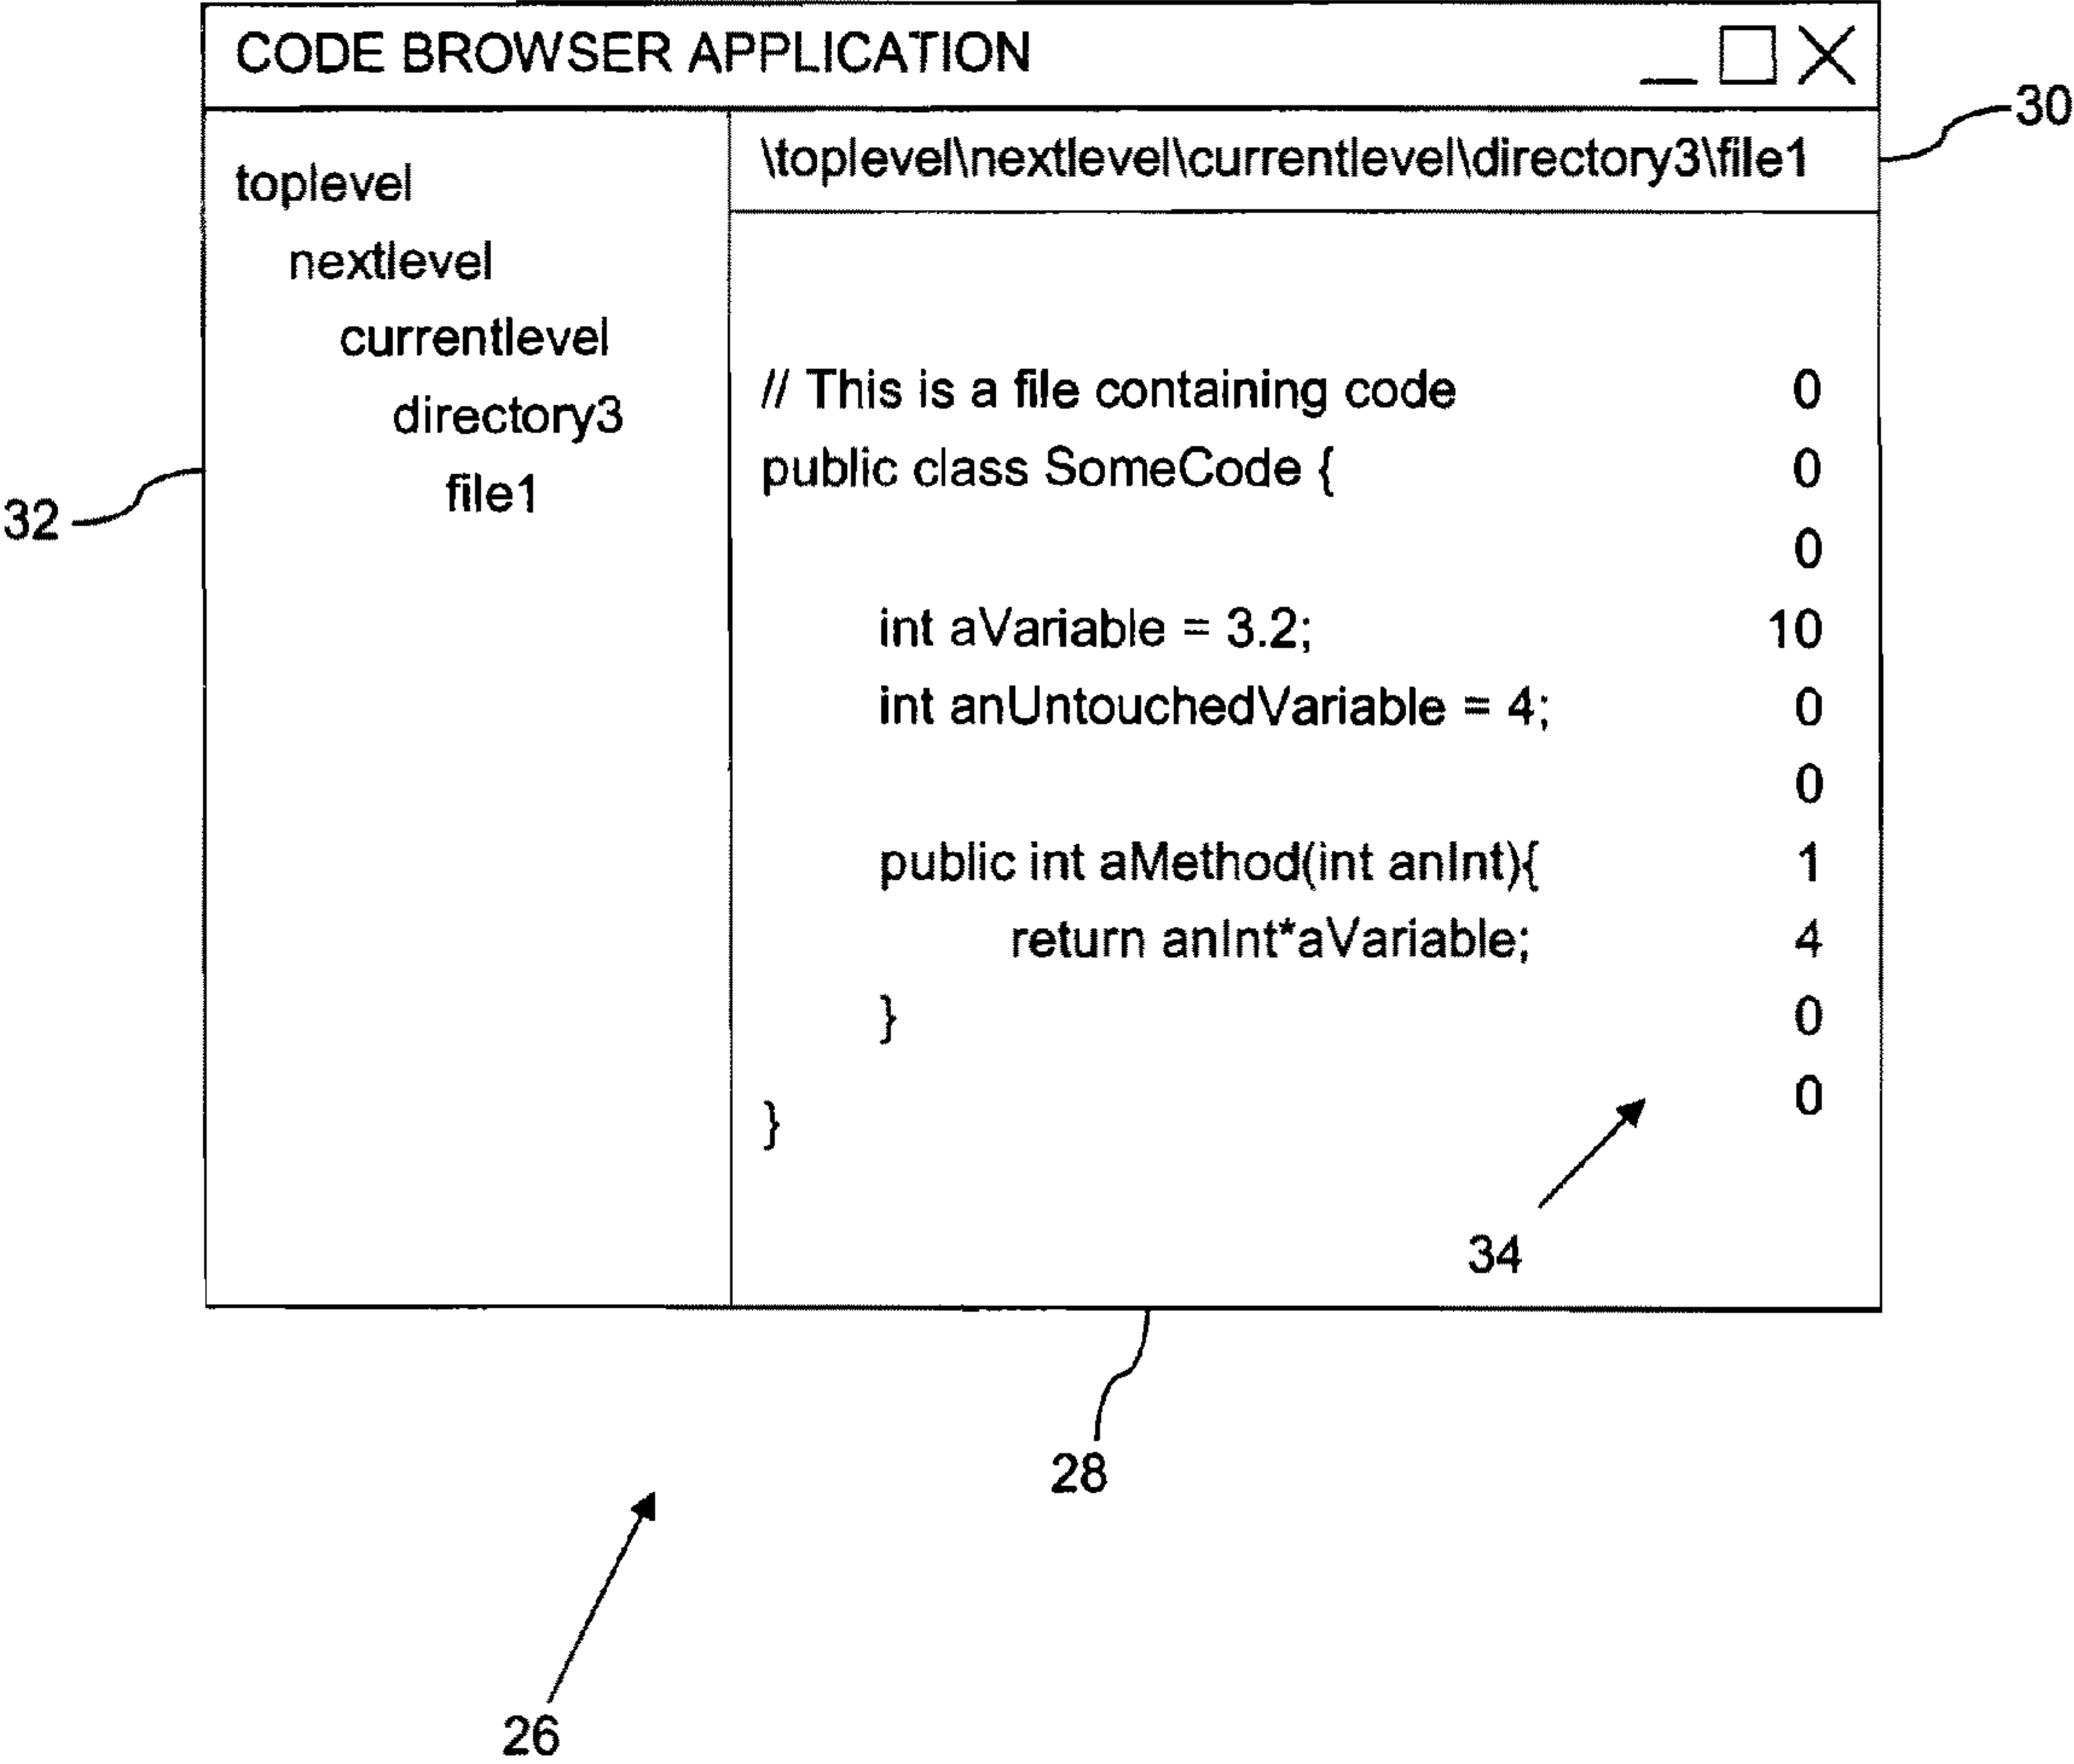 CODE BROWSER APPLICATION
30
\toplevel\nextlevel\currentlevel\directory3\file1
toplevel
nextlevel
currentlevel
directory3
file1
32
// This is a file containing code 0
public class SomeCode { 0
0
int aVariable = 3.2; 10
int anUntouchedVariable = 4; 0
0
public int aMethod(int anInt){ 1
return anInt*aVariable; 4
} 0
} 0
34
28
26